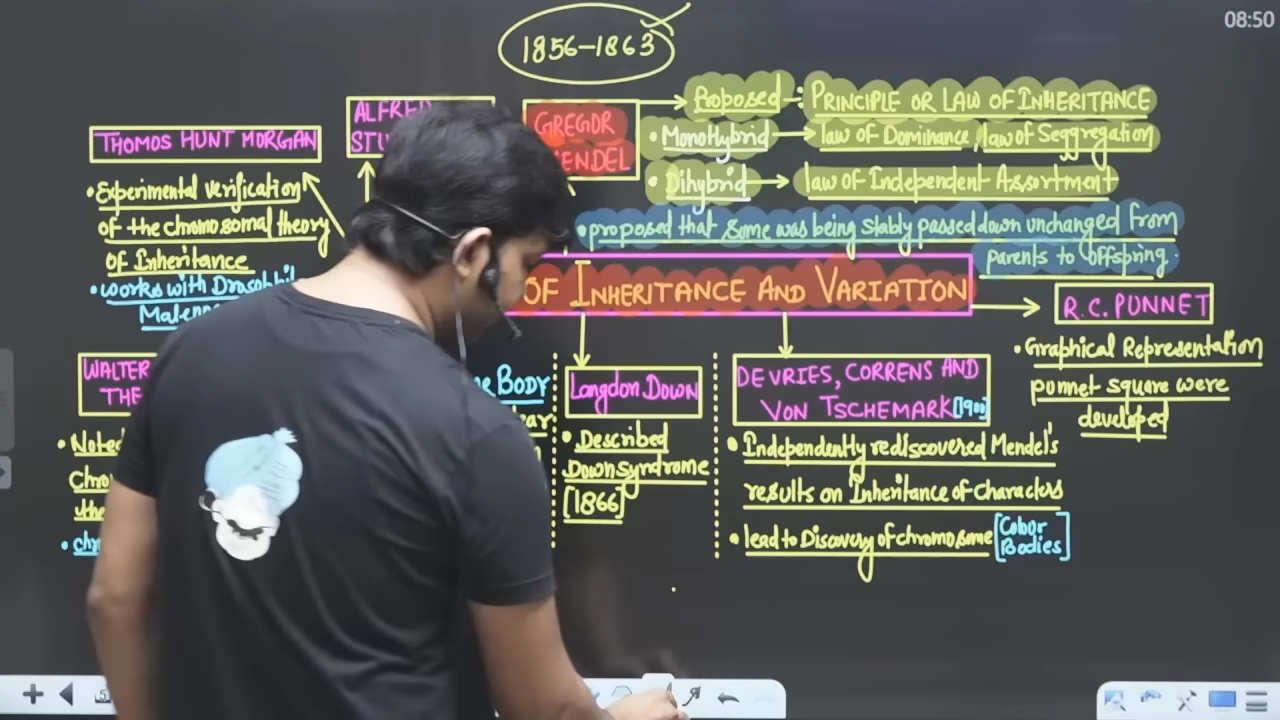 08:50
1856-1863
THOMOS HUNT MORGAN
• Experimental verification
of the chromosomal theory
of Inheritance
• works with
ALFRED
GREGOR
MENDEL
Proposed : PRINCIPLE OR LAW OF INHERITANCE
• MonoHybrid → law of Dominance, law of Seggregation
• Dihybrid → law of Independent Assortment
• proposed that some was being stably passed down unchanged from
parents to offspring.
OF INHERITANCE AND VARIATION
R.C. PUNNET
• Graphical Representation
punnet square were
developed
WALTER
THE
• Noted
BODY
Langdon Down
• Described
Down syndrome
[1866]
DEVRIES, CORRENS AND
VON TSCHEMARK [1900]
• Independently rediscovered Mendel's
results on Inheritance of characters
• lead to Discovery of chromosome [Colour
Bodies]